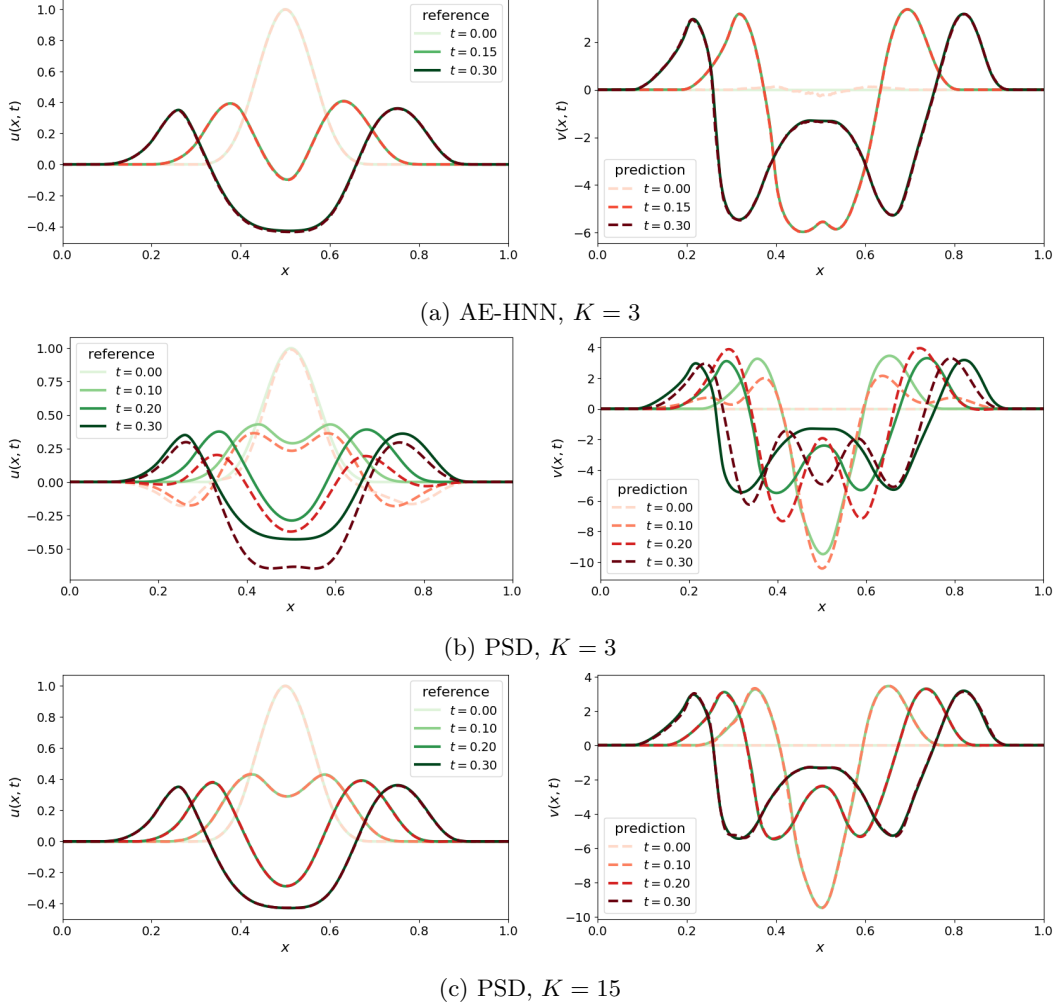 1.0
0.8
0.6
0.4
0.2
0.0
−0.2
−0.4
u(x, t)
reference
t = 0.00
t = 0.15
t = 0.30
0.0 0.2 0.4 0.6 0.8 1.0
x
2
0
−2
−4
−6
v(x, t)
prediction
t = 0.00
t = 0.15
t = 0.30
0.0 0.2 0.4 0.6 0.8 1.0
x
(a) AE-HNN, K = 3
1.00
0.75
0.50
0.25
0.00
−0.25
−0.50
u(x, t)
reference
t = 0.00
t = 0.10
t = 0.20
t = 0.30
0.0 0.2 0.4 0.6 0.8 1.0
x
4
2
0
−2
−4
−6
−8
−10
v(x, t)
prediction
t = 0.00
t = 0.10
t = 0.20
t = 0.30
0.0 0.2 0.4 0.6 0.8 1.0
x
(b) PSD, K = 3
1.0
0.8
0.6
0.4
0.2
0.0
−0.2
−0.4
u(x, t)
reference
t = 0.00
t = 0.10
t = 0.20
t = 0.30
0.0 0.2 0.4 0.6 0.8 1.0
x
4
2
0
−2
−4
−6
−8
−10
v(x, t)
prediction
t = 0.00
t = 0.10
t = 0.20
t = 0.30
0.0 0.2 0.4 0.6 0.8 1.0
x
(c) PSD, K = 15